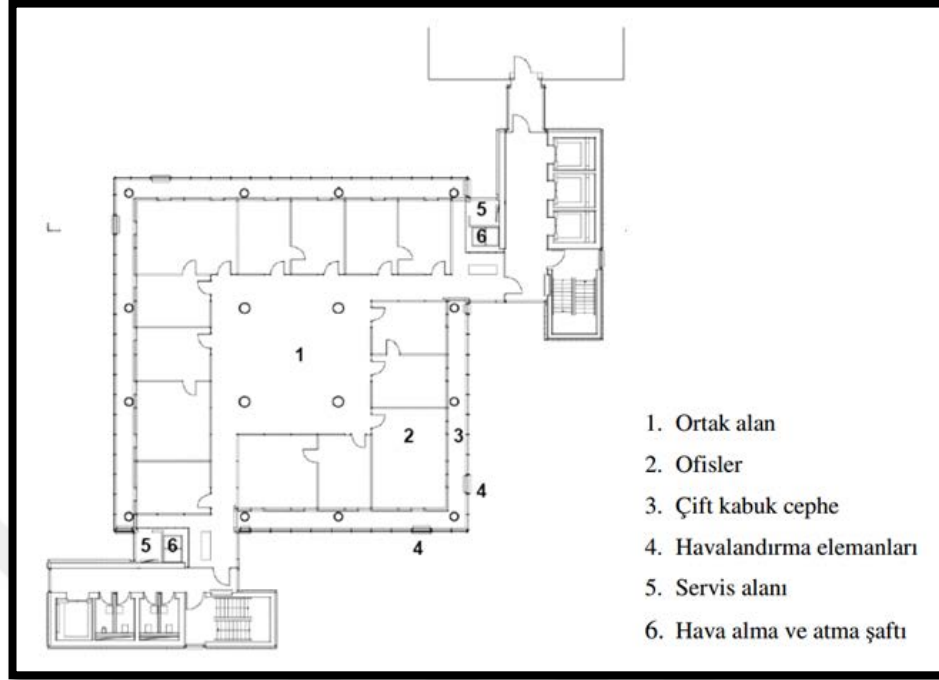 5
6
1
2
3
4
5
6
4
1. Ortak alan
2. Ofisler
3. Çift kabuk cephe
4. Havalandırma elemanları
5. Servis alanı
6. Hava alma ve atma şaftı